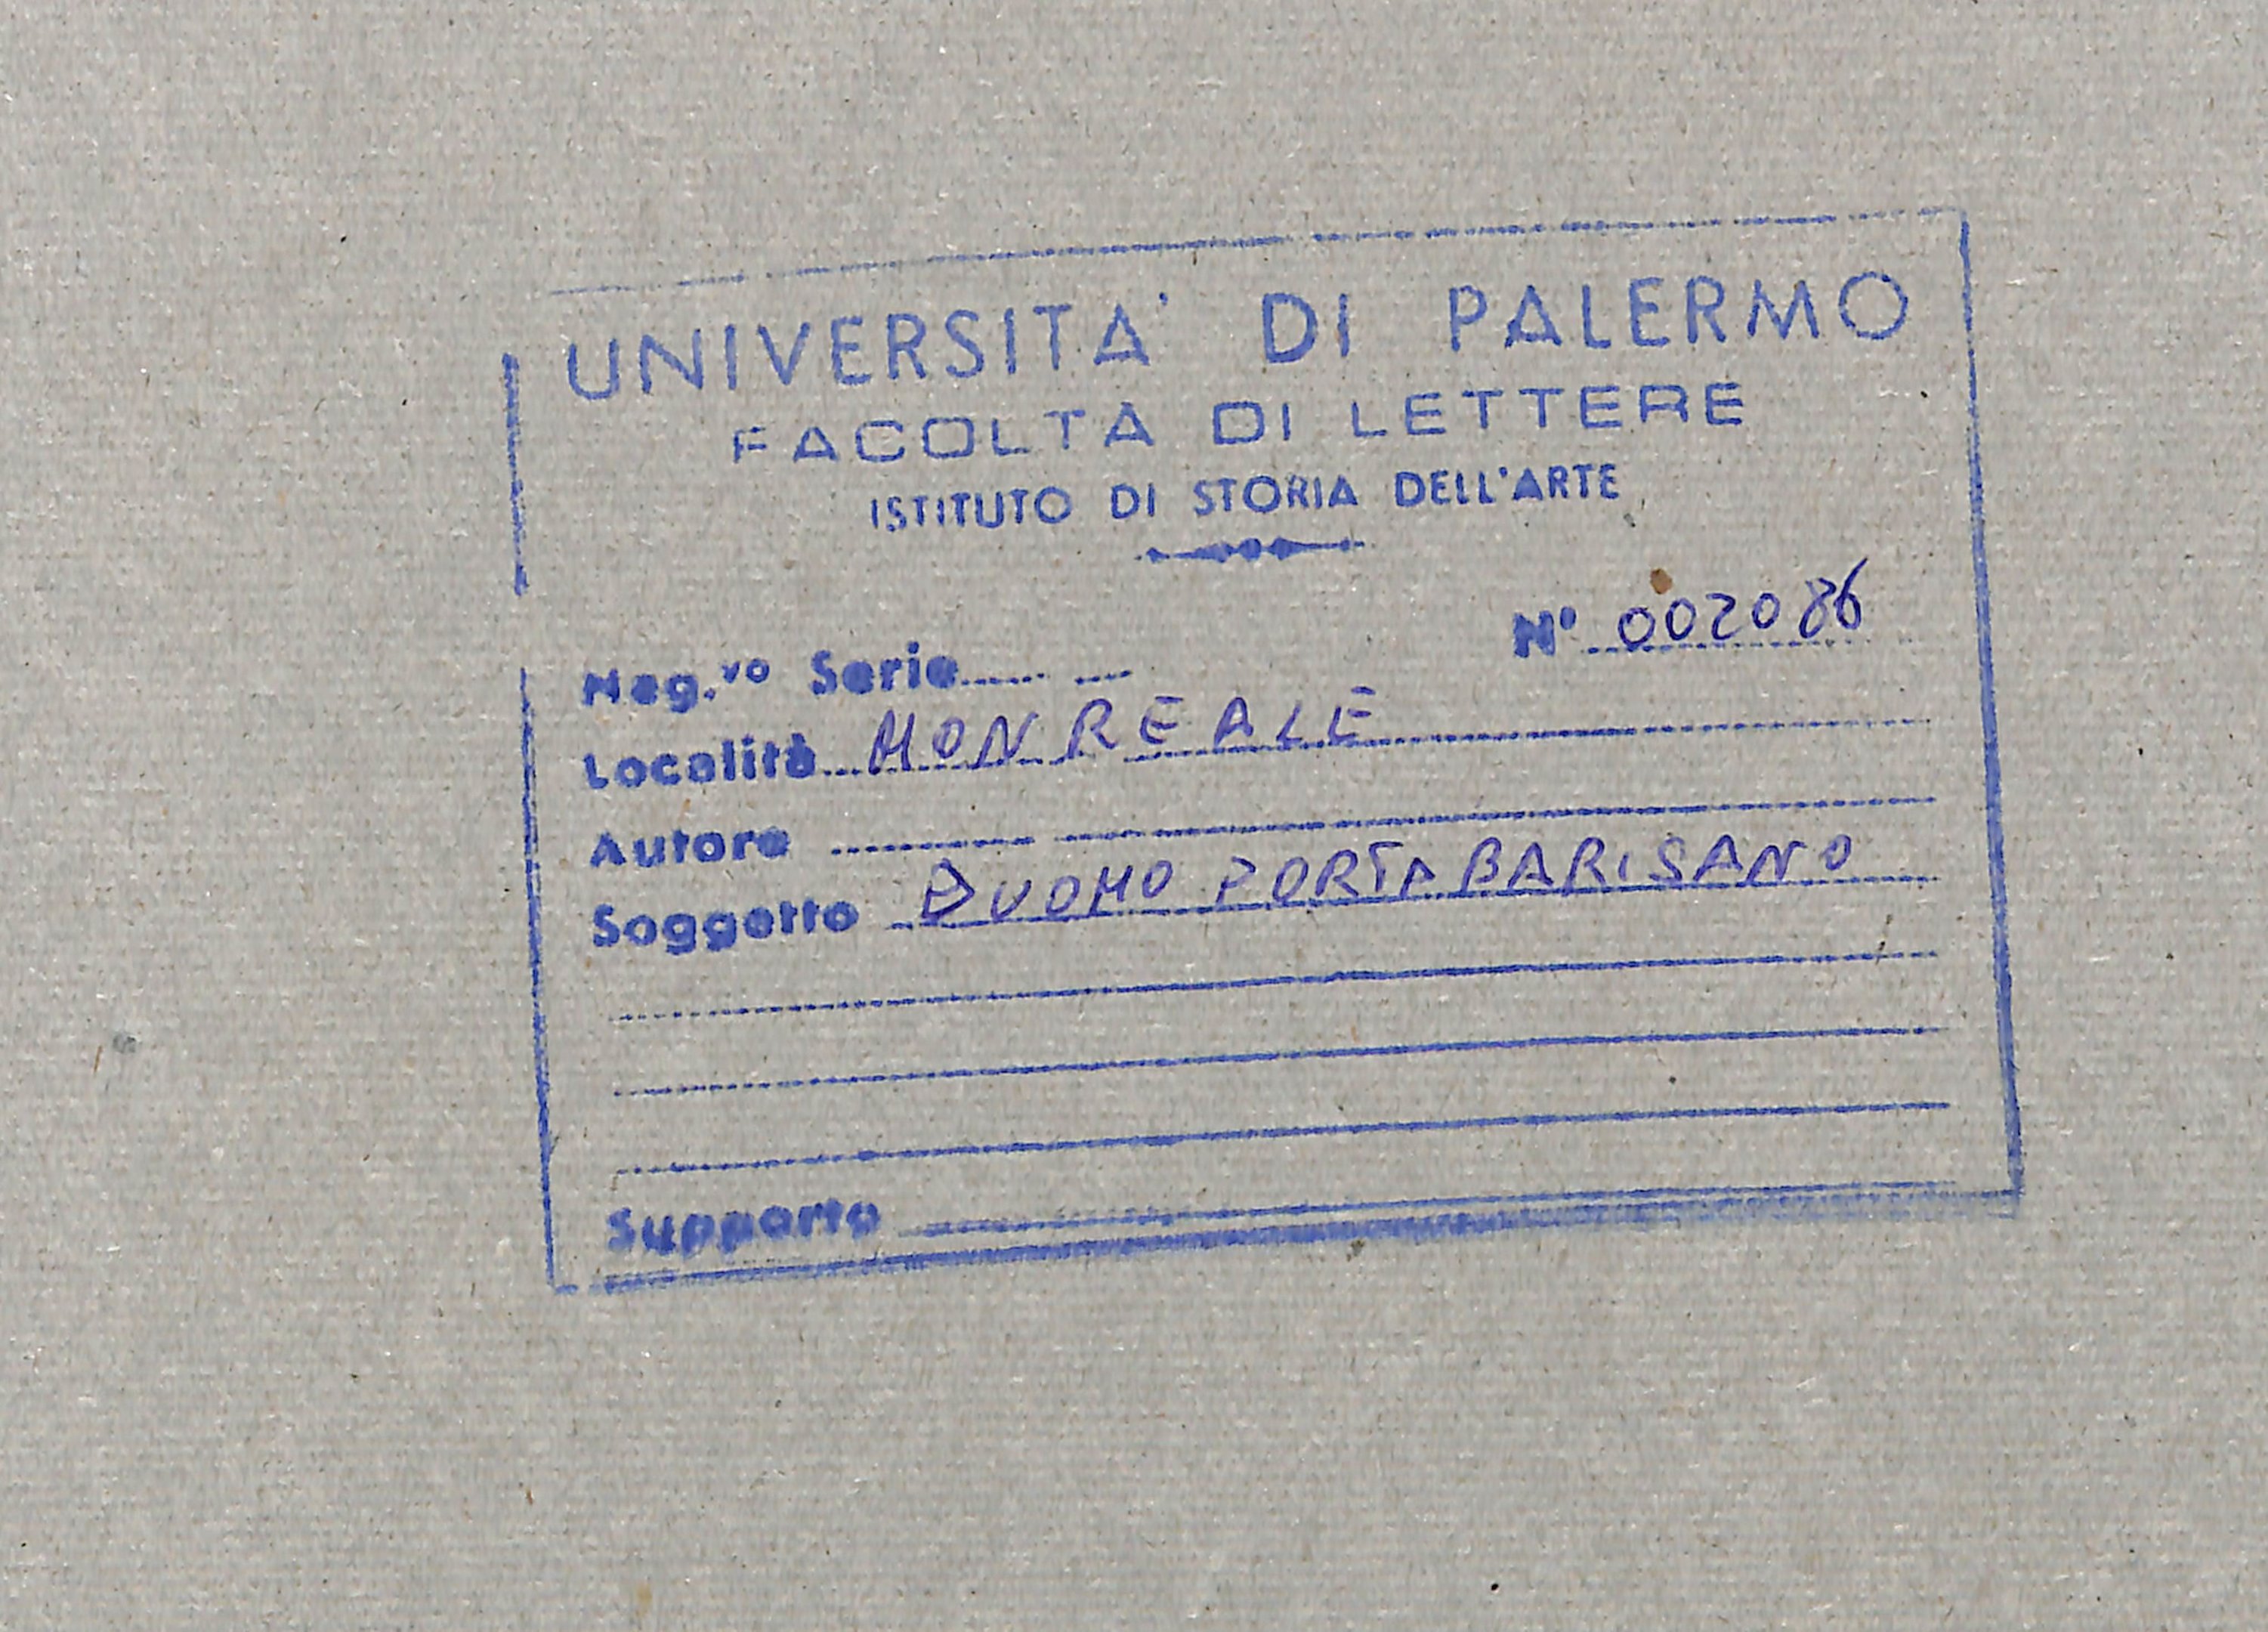 UNIVERSITA' DI PALERMO
FACOLTA DI LETTERE
ISTITUTO DI STORIA DELL'ARTE
Neg.vo Serie N° 002086
Località MONREALE
Autore
Soggetto DUOMO PORTA BARISANO
Supporto